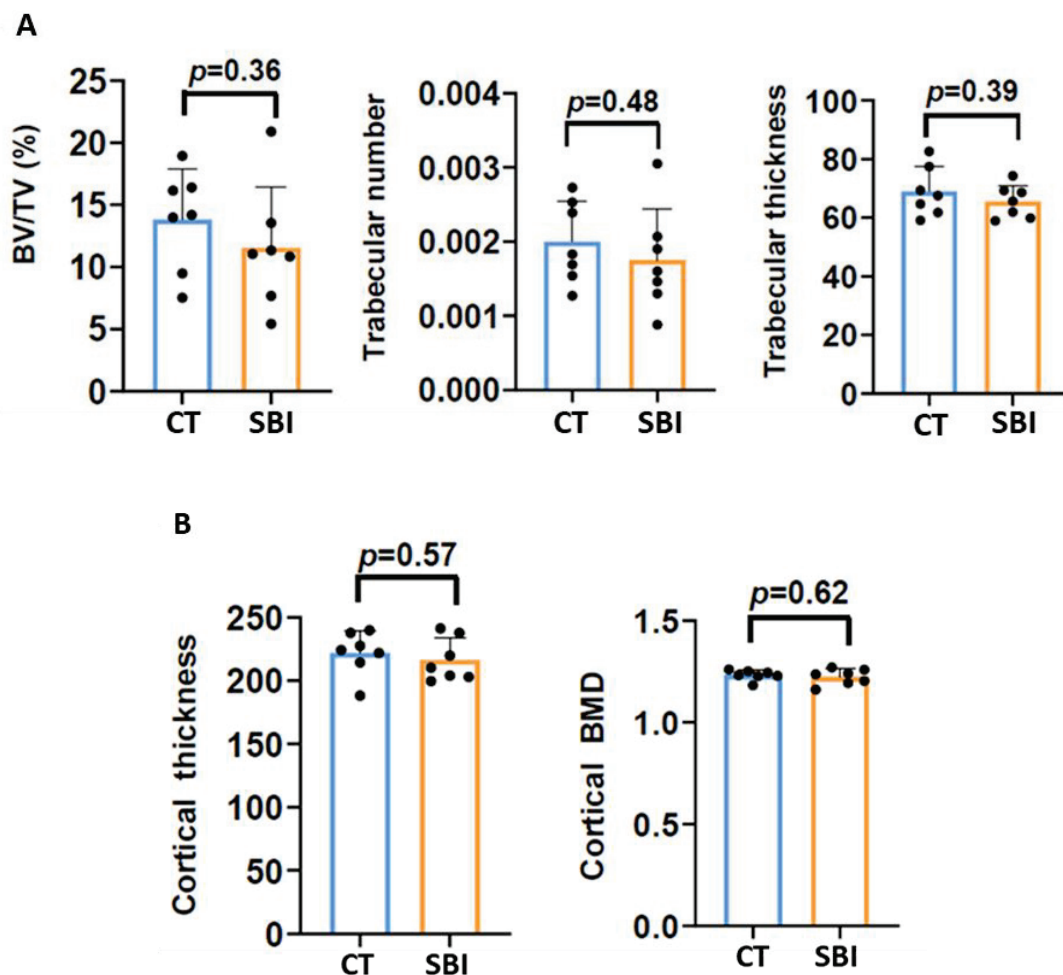 A
BV/TV (%)
25
20
15
10
5
0
p=0.36
CT SBI
Trabecular number
0.004
0.003
0.002
0.001
0.000
p=0.48
CT SBI
Trabecular thickness
100
80
60
40
20
0
p=0.39
CT SBI
B
Cortical thickness
250
200
150
100
50
0
p=0.57
CT SBI
Cortical BMD
1.5
1.0
0.5
0.0
p=0.62
CT SBI